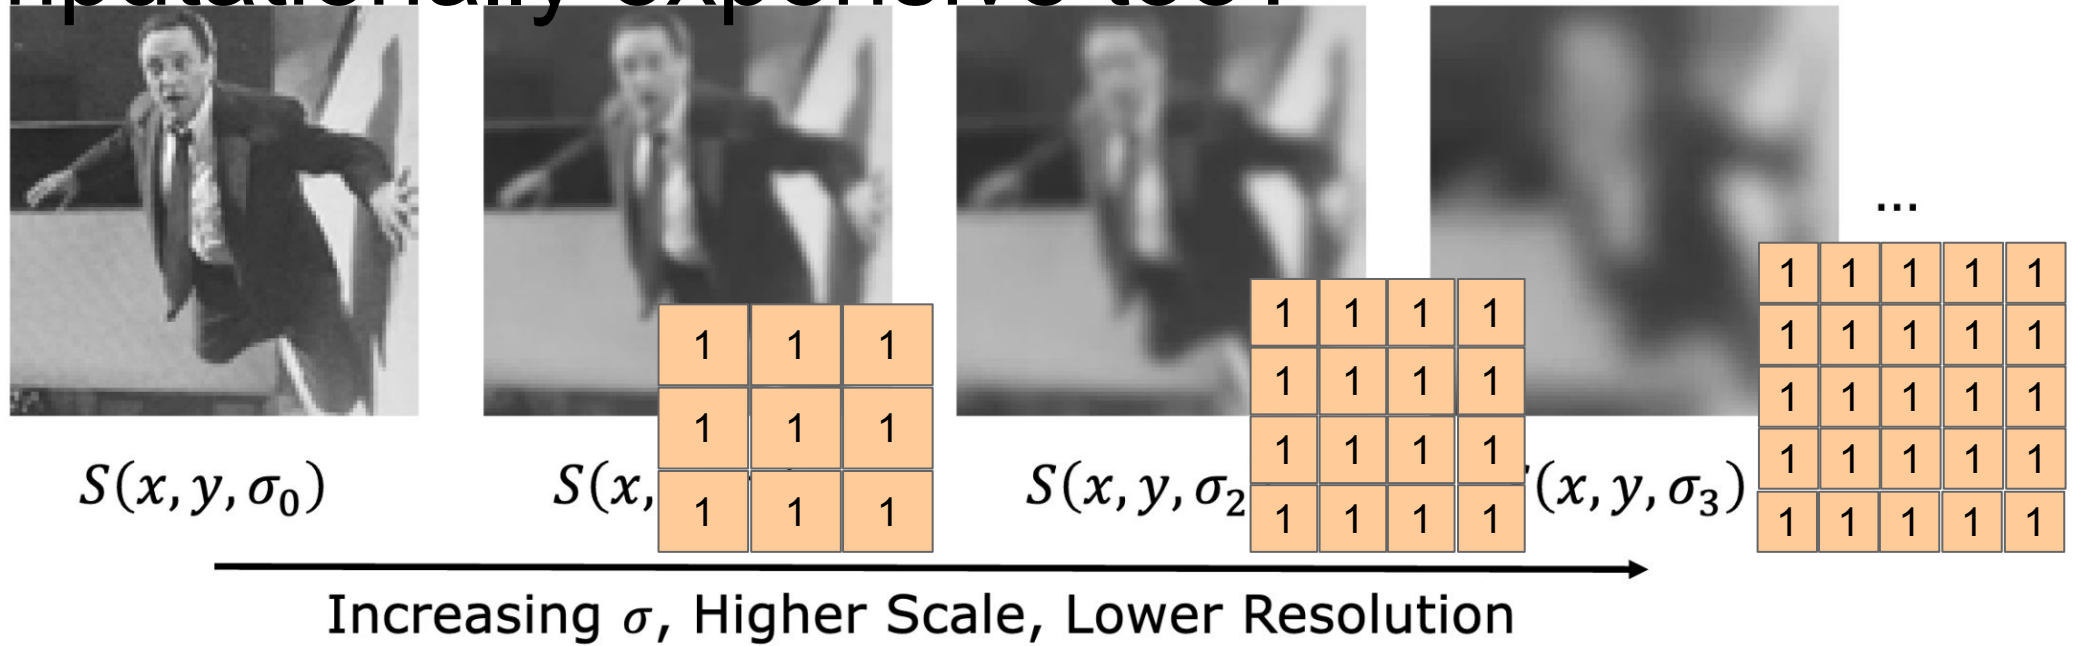 computationally expensive too?
...
1 1 1
1 1 1
1 1 1
1 1 1 1
1 1 1 1
1 1 1 1
1 1 1 1
1 1 1 1 1
1 1 1 1 1
1 1 1 1 1
1 1 1 1 1
1 1 1 1 1
S(x, y, σ₀)
S(x,
S(x, y, σ₂
(x, y, σ₃)
Increasing σ, Higher Scale, Lower Resolution